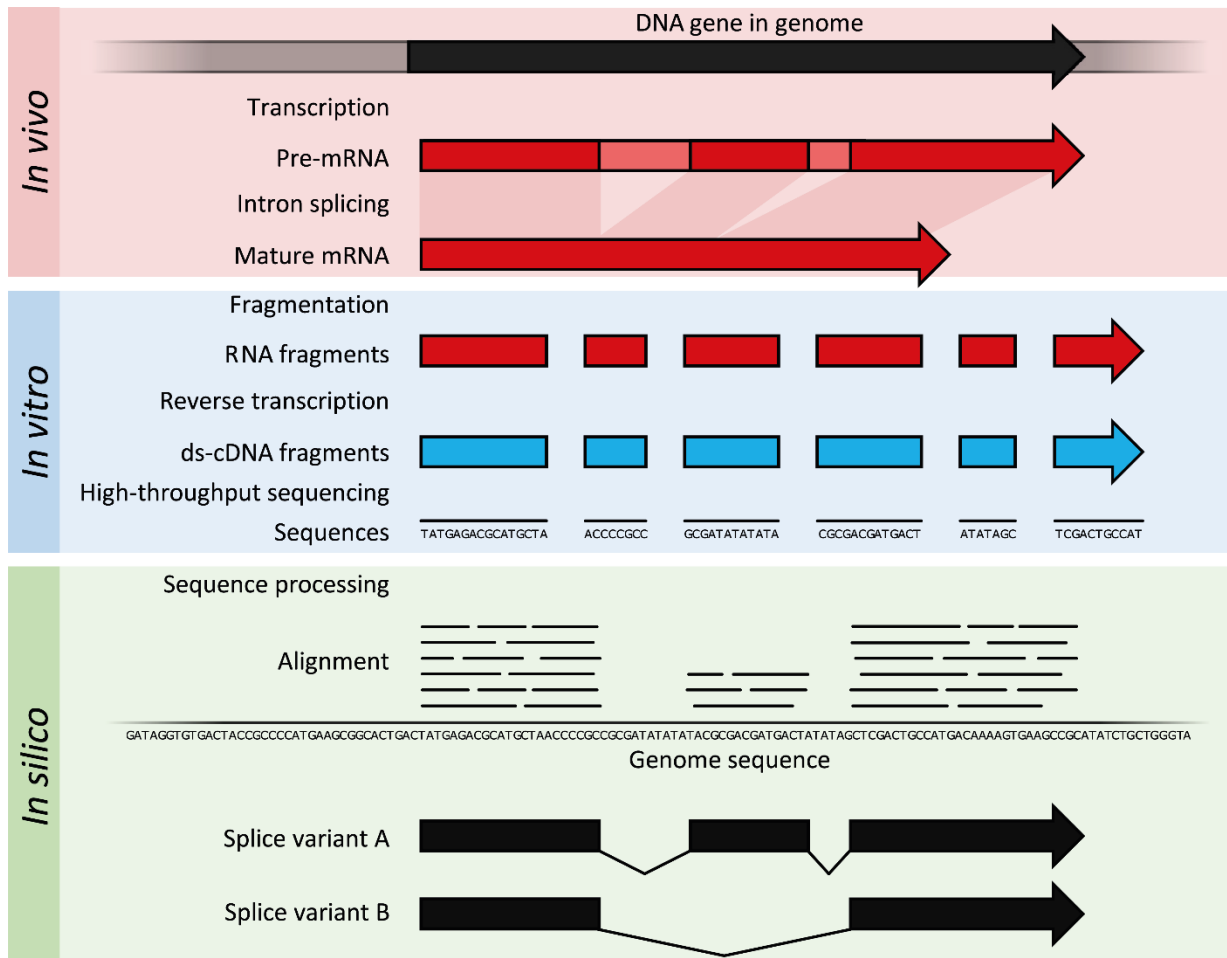 In vivo
DNA gene in genome
Transcription
Pre-mRNA
Intron splicing
Mature mRNA
In vitro
Fragmentation
RNA fragments
Reverse transcription
ds-cDNA fragments
High-throughput sequencing
Sequences TATGAGACGCATGCTA ACCCCGCC GCGATATATATA CGCGACGATGACT ATATAGC TCGACTGCCAT
In silico
Sequence processing
Alignment
GATAGGTGTGACTACCGCCCCATGAAGCGGCACTGACTATGAGACGCATGCTAACCCCGCCGCGATATATATACGCGACGATGACTATATAGCTCGACTGCCATGACAAAAGTGAAGCCGCATATCTGCTGGGTA
Genome sequence
Splice variant A
Splice variant B